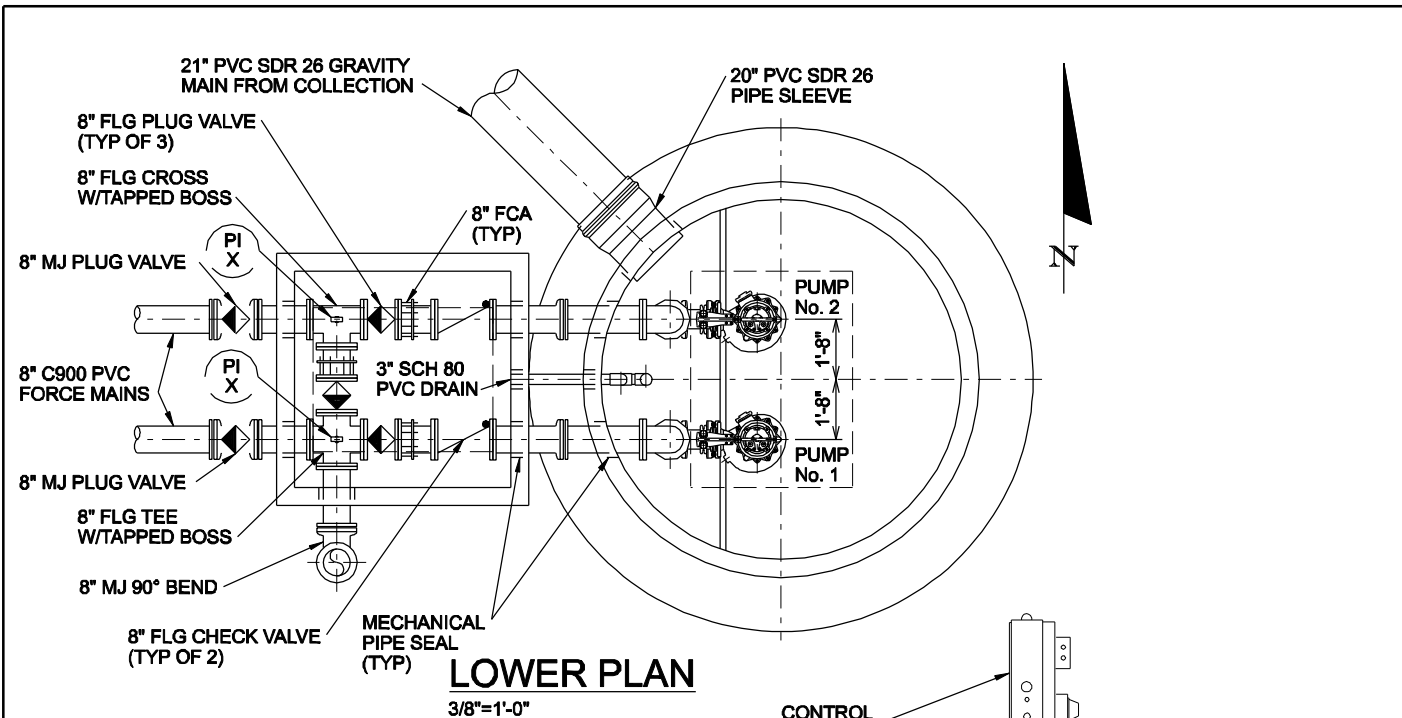 21" PVC SDR 26 GRAVITY
MAIN FROM COLLECTION
20" PVC SDR 26
PIPE SLEEVE
8" FLG PLUG VALVE
(TYP OF 3)
8" FLG CROSS
W/TAPPED BOSS
8" FCA
(TYP)
PI
X
8" MJ PLUG VALVE
N
PUMP
No. 2
1'-8"
8" C900 PVC
FORCE MAINS
PI
X
3" SCH 80
PVC DRAIN
1'-8"
PUMP
No. 1
8" MJ PLUG VALVE
8" FLG TEE
W/TAPPED BOSS
8" MJ 90° BEND
8" FLG CHECK VALVE
(TYP OF 2)
MECHANICAL
PIPE SEAL
(TYP)
LOWER PLAN
3/8"=1'-0"
CONTROL